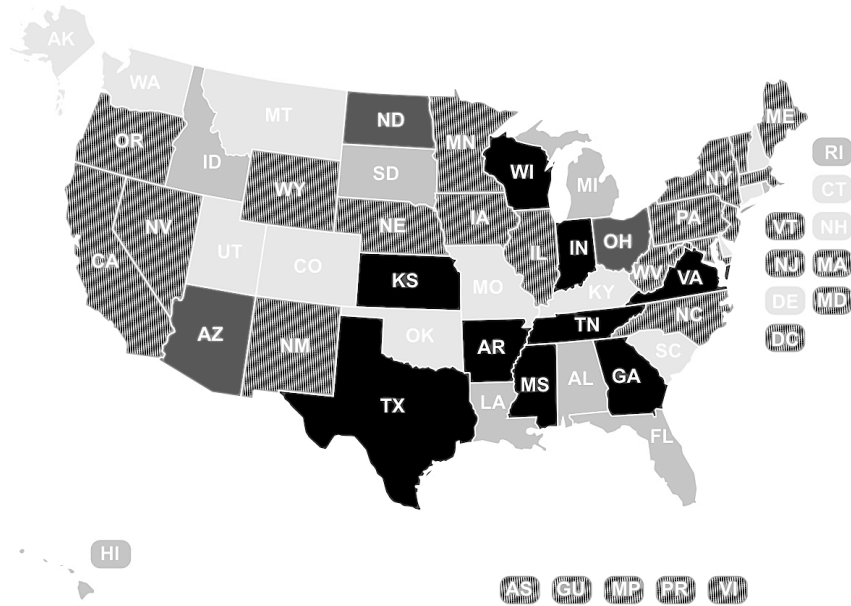 AK
WA
MT
ND
MN
ME
OR
ID
WY
SD
WI
MI
NY
RI
CT
NV
NE
IA
PA
VT
NH
UT
CO
KS
MO
IL
IN
OH
WV
VA
NJ
MA
CA
AZ
NM
OK
AR
KY
TN
NC
DE
MD
DC
TX
LA
MS
AL
GA
SC
FL
HI
AS
GU
MP
PR
VI